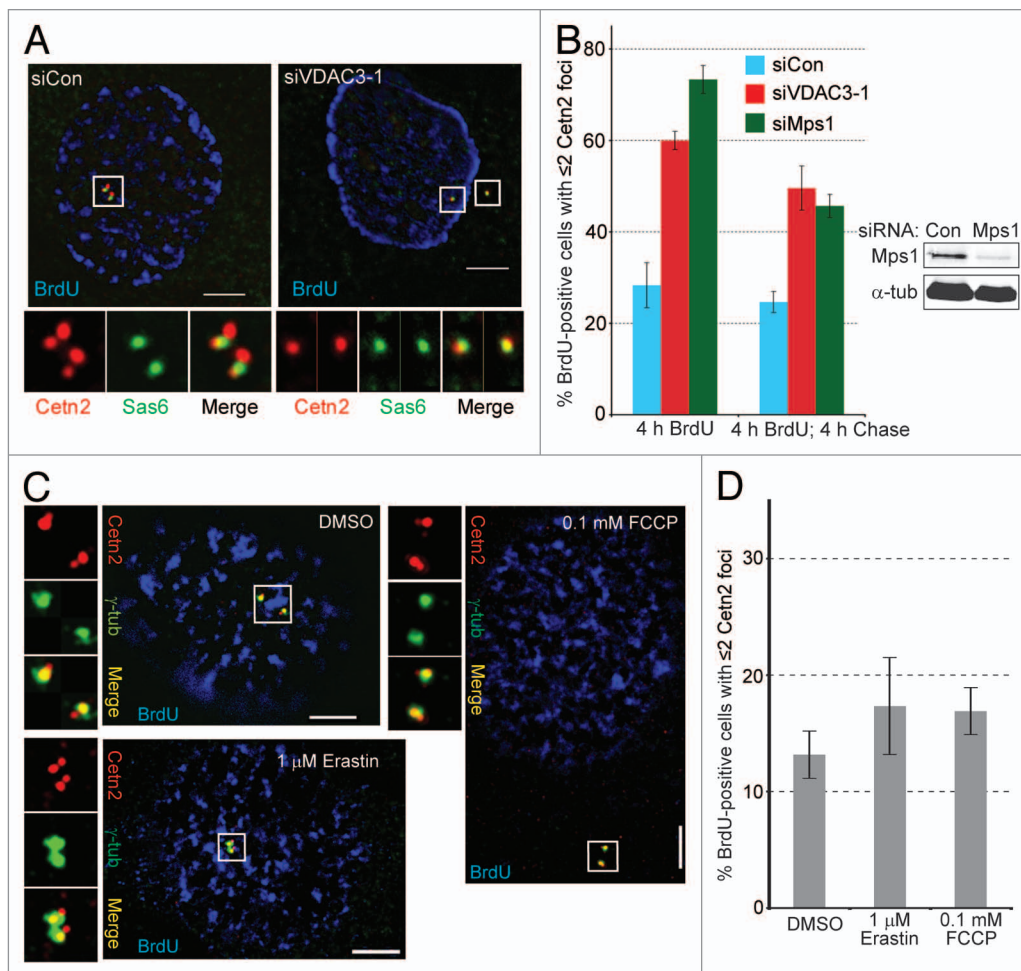 A
siCon
siVDAC3-1
BrdU
Cetn2 Sas6 Merge Cetn2 Sas6 Merge
B
% BrdU-positive cells with ≤2 Cetn2 foci
80
60
40
20
0
siCon
siVDAC3-1
siMps1
4 h BrdU
4 h BrdU; 4 h Chase
siRNA: Con Mps1
Mps1
α-tub
C
Cetn2
γ-tub
Merge
DMSO
BrdU
Cetn2
γ-tub
Merge
0.1 mM FCCP
BrdU
Cetn2
γ-tub
Merge
1 µM Erastin
BrdU
D
% BrdU-positive cells with ≤2 Cetn2 foci
30
20
10
0
DMSO
1 µM
Erastin
0.1 mM
FCCP